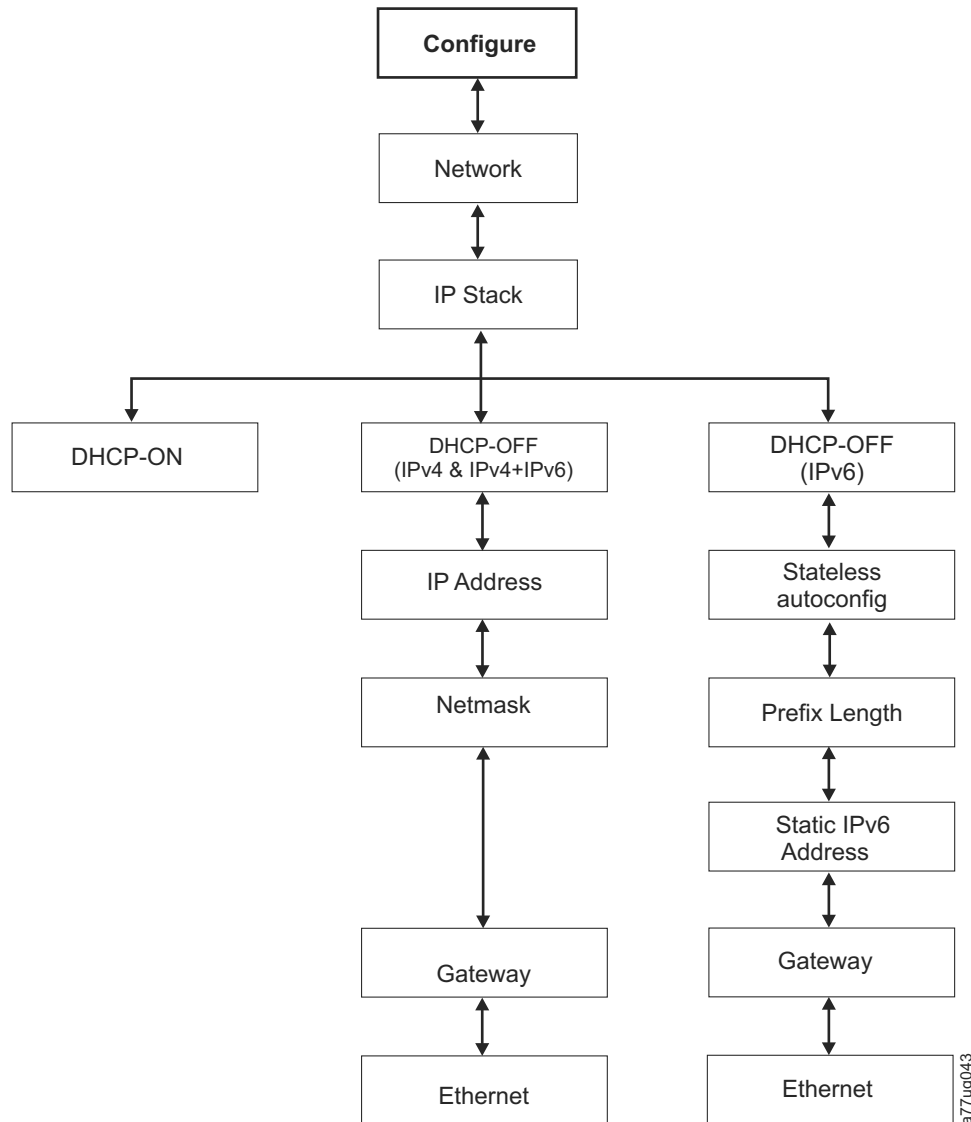 Configure
Network
IP Stack
DHCP-ON
DHCP-OFF
(IPv4 & IPv4+IPv6)
DHCP-OFF
(IPv6)
IP Address
Stateless
autoconfig
Netmask
Prefix Length
Static IPv6
Address
Gateway
Gateway
Ethernet
Ethernet
a77ug043